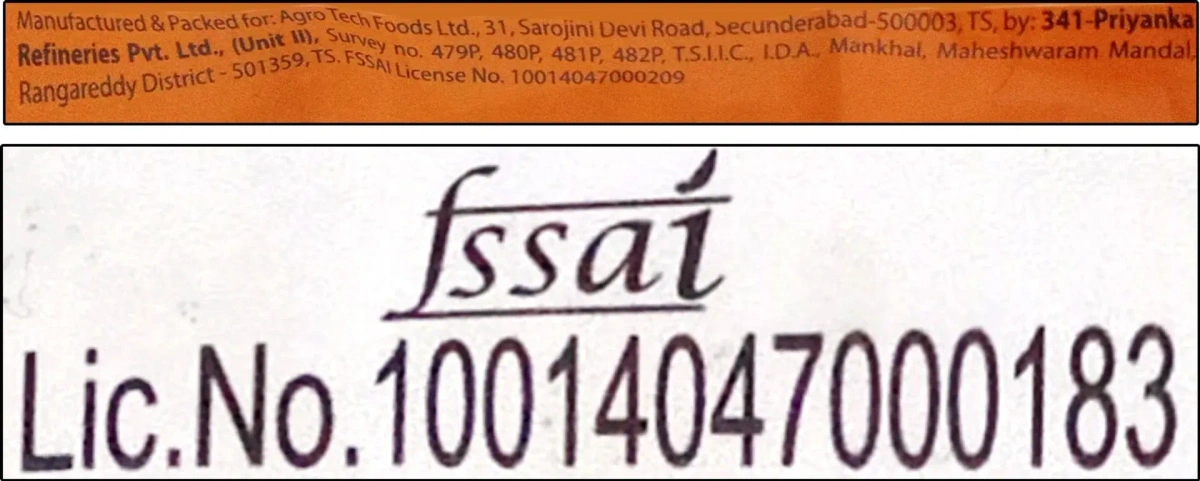 Manufactured & Packed for: Agro Tech Foods Ltd., 31, Sarojini Devi Road, Secunderabad-500003, TS, by: 341-Priyanka
Refineries Pvt. Ltd., (Unit II), Survey no. 479P, 480P, 481P, 482P, T.S.I.I.C., I.D.A., Mankhal, Maheshwaram Mandal,
Rangareddy District - 501359, TS. FSSAI License No. 10014047000209
fssai
Lic.No.10014047000183